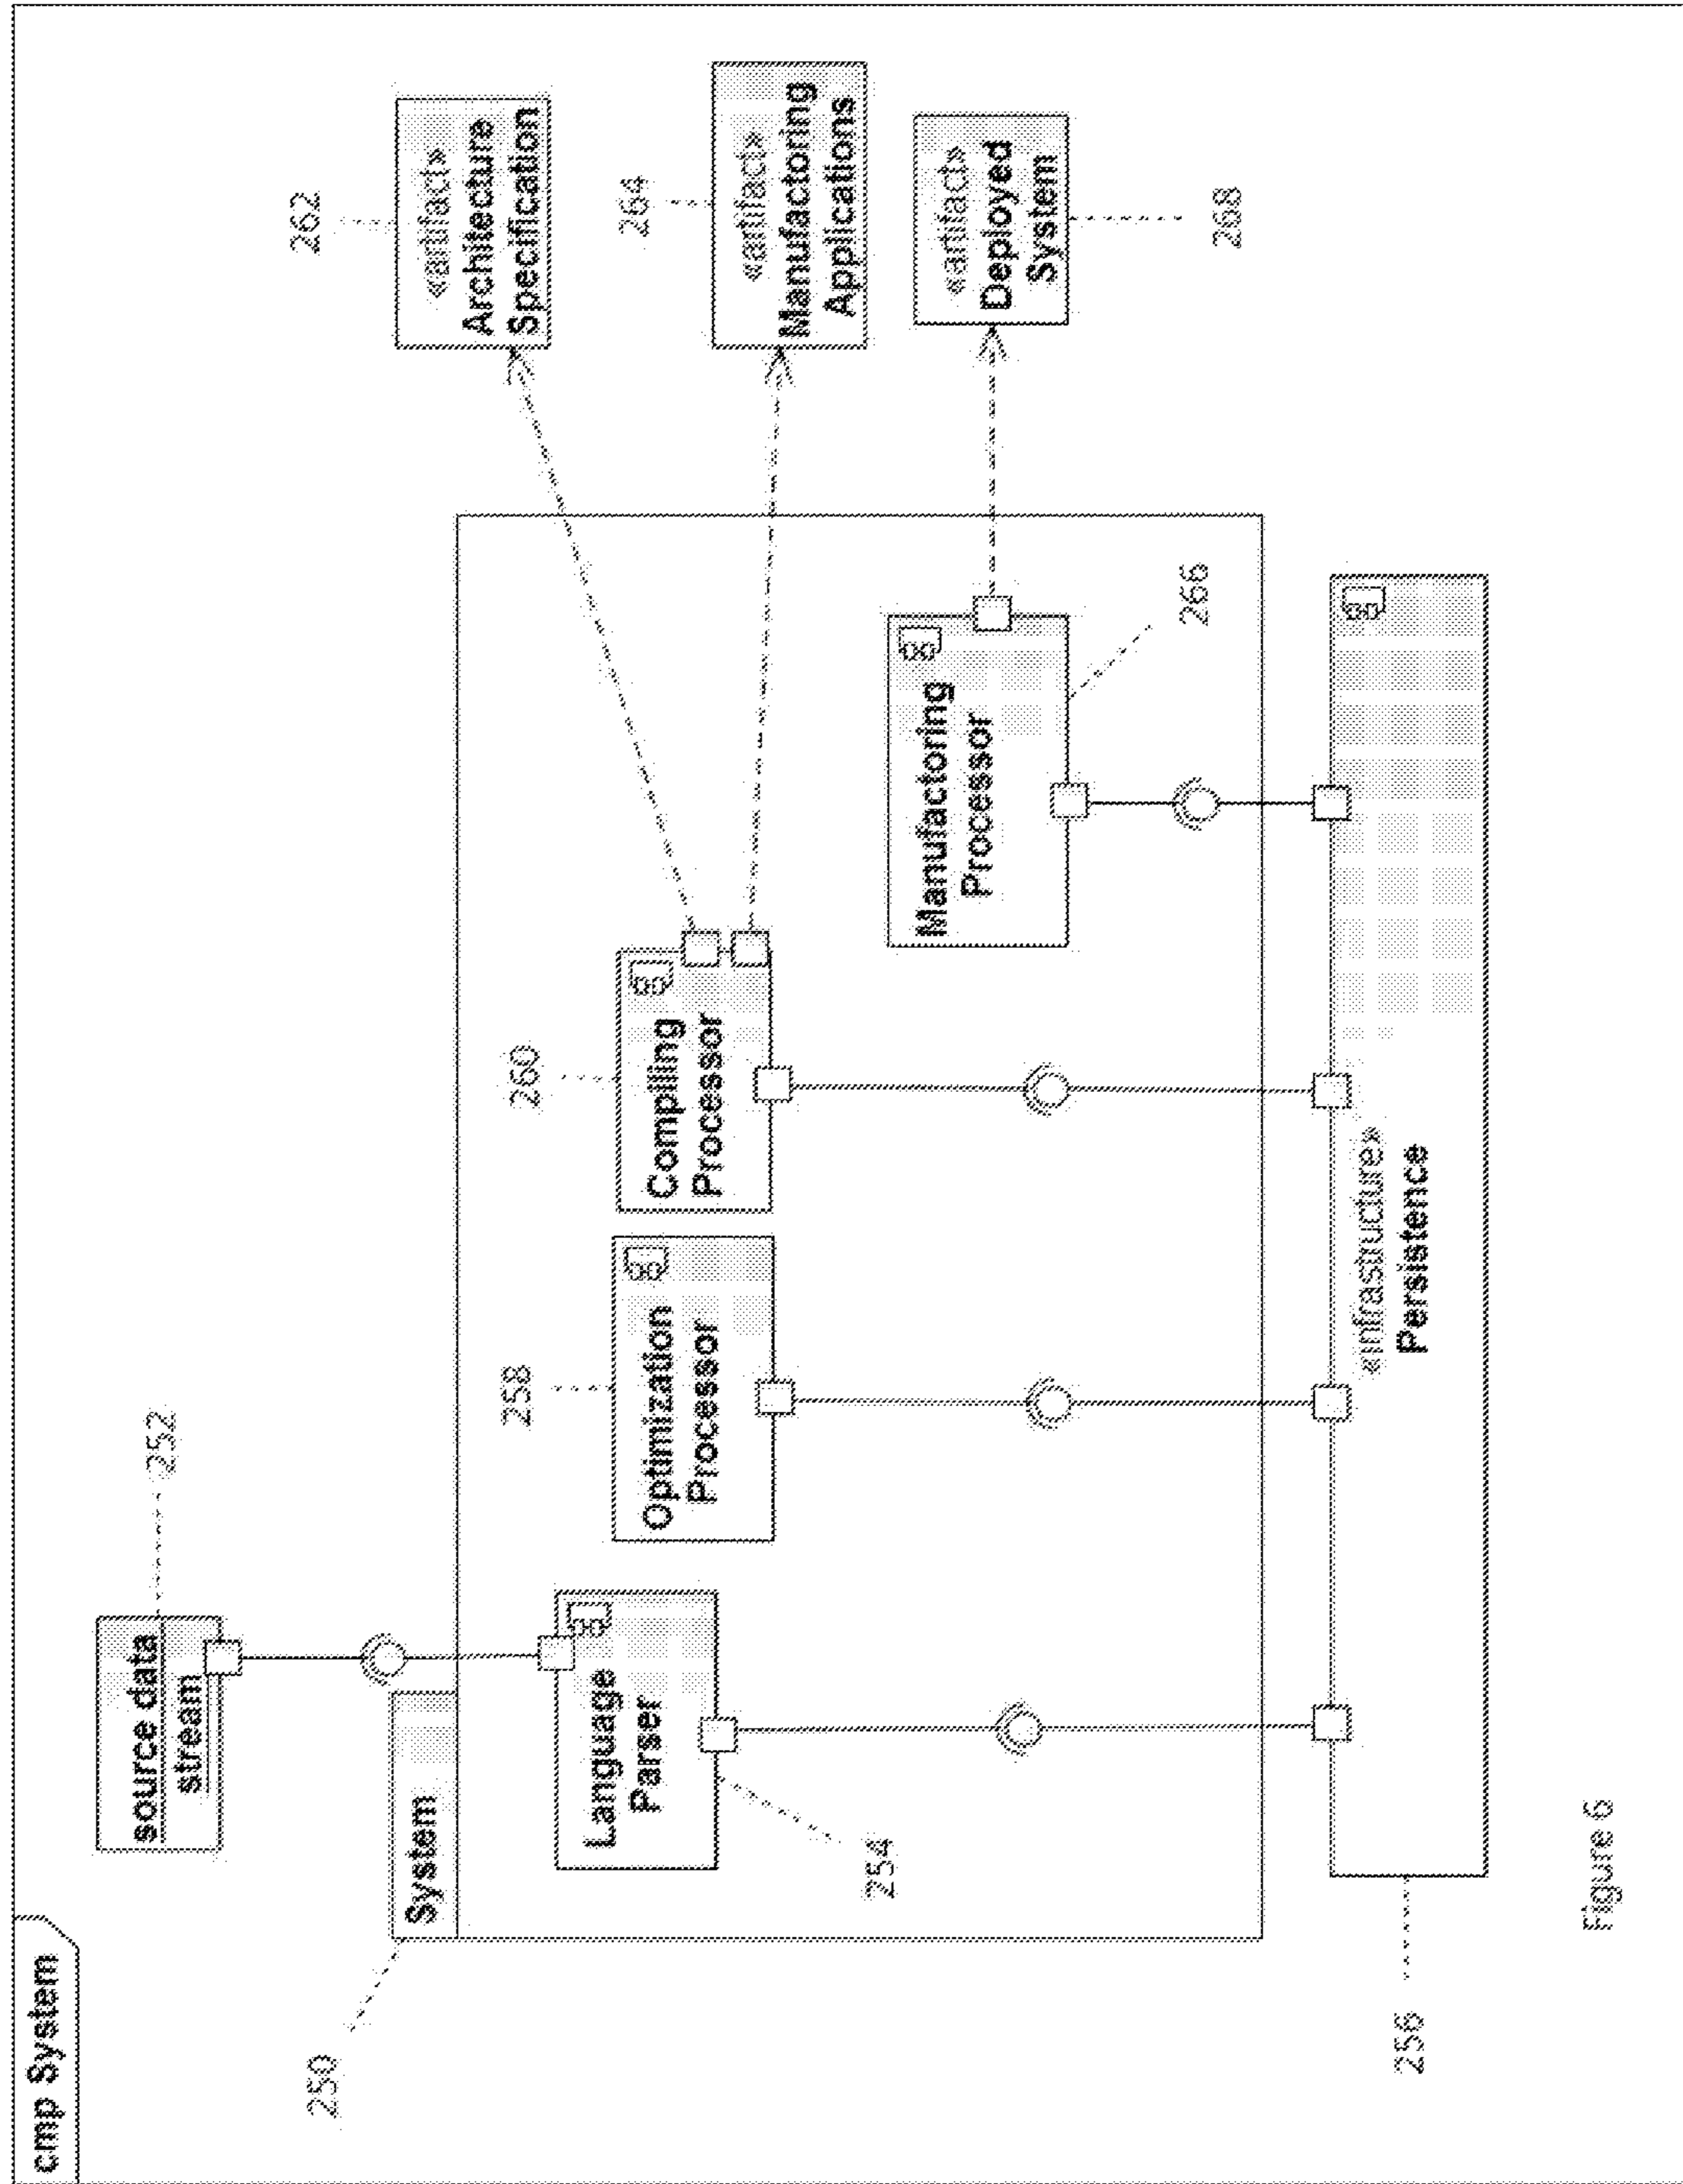 cmp System
252
source data
stream
250
System
262
«artifact»
Architecture
Specification
258
260
Language
Parser
Optimization
Processor
Compiling
Processor
264
«artifact»
Manufactoring
Applications
254
Manufactoring
Processor
266
«artifact»
Deployed
System
268
256
«infrastructure»
Persistence
Figure 6